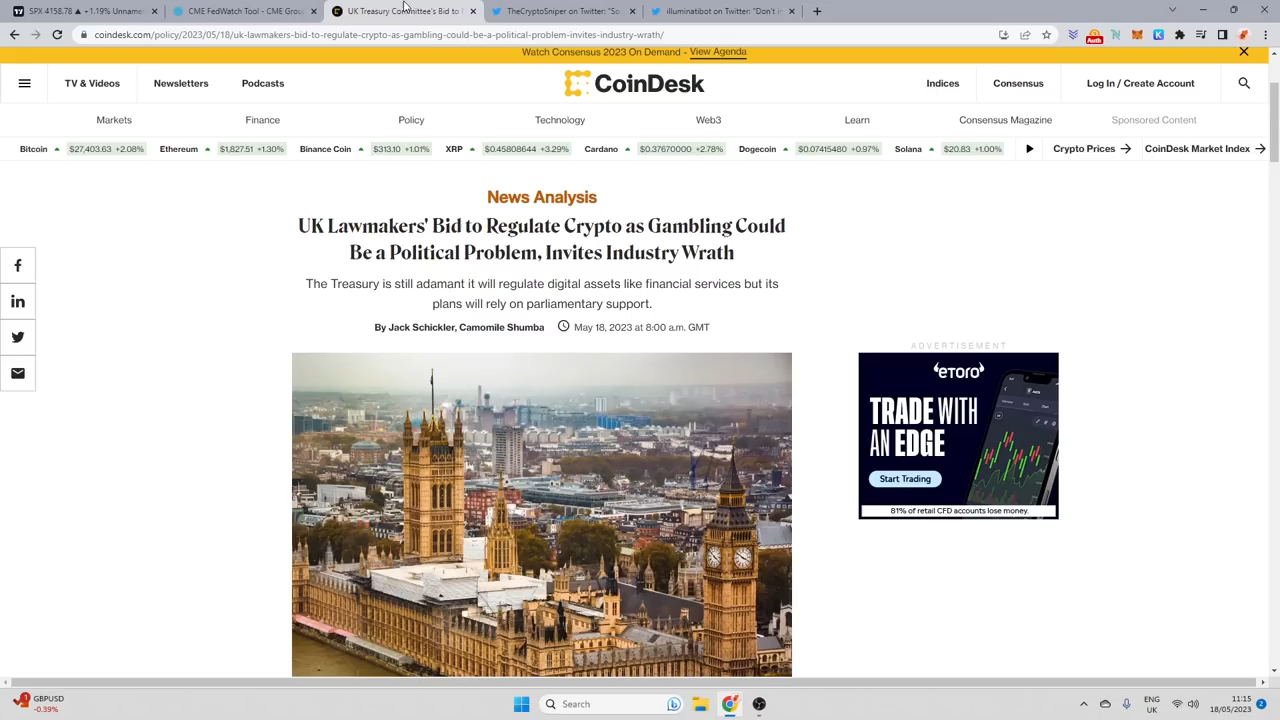 SPX 4158.78 ▲ +1.19% U
CME FedWatch Tool - CME
UK Treasury Committee Bid to
TheCryptoSniper's "3C" Ind
coindesk.com/policy/2023/05/18/uk-lawmakers-bid-to-regulate-crypto-as-gambling-could-be-a-political-problem-invites-industry-wrath/
Auth
Watch Consensus 2023 On Demand - View Agenda
TV & Videos
Newsletters
Podcasts
CoinDesk
Indices
Consensus
Log In / Create Account
Markets
Finance
Policy
Technology
Web3
Learn
Consensus Magazine
Sponsored Content
Bitcoin ▲ $27,403.63 +2.08% Ethereum ▲ $1,827.51 +1.30% Binance Coin ▲ $313.10 +1.01% XRP ▲ $0.45808644 +3.29% Cardano ▲ $0.37670000 +2.78% Dogecoin ▲ $0.07415480 +0.97% Solana ▲ $20.83 +1.00% Crypto Prices → CoinDesk Market Index →
News Analysis
UK Lawmakers' Bid to Regulate Crypto as Gambling Could
Be a Political Problem, Invites Industry Wrath
The Treasury is still adamant it will regulate digital assets like financial services but its
plans will rely on parliamentary support.
By Jack Schickler, Camomile Shumba May 18, 2023 at 8:00 a.m. GMT
ADVERTISEMENT
eTORO
TRADE WITH
AN EDGE
Start Trading
81% of retail CFD accounts lose money.
GBPUSD
-0.39%
1
Search
ENG
UK
11:15
18/05/2023
2